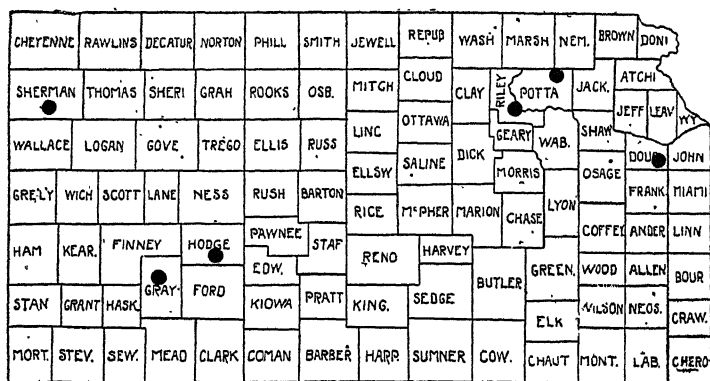 CHEYENNE RAWLINS DECATUR NORTON PHILL SMITH JEWELL REPUB WASH MARSH NEM. BROWN DONI
SHERMAN THOMAS SHERI GRAH ROOKS OSB. MITCH CLOUD CLAY RILEY POTTA JACK. ATCHI
JEFF LEAV WY
WALLACE LOGAN GOVE TREGO ELLIS RUSS LINC OTTAWA GEARY WAB. SHAW DOUG JOHN
ELLSW SALINE DICK MORRIS OSAGE
GREELY WICH SCOTT LANE NESS RUSH BARTON RICE McPHER MARION CHASE LYON FRANK. MIAMI
HAM KEAR. FINNEY HODGE PAWNEE STAF RENO HARVEY COFFEY ANDER LINN
EDW. BUTLER GREEN. WOOD ALLEN BOUR
STAN GRANT HASK. GRAY FORD KIOWA PRATT KING. SEDGE ELK WILSON NEOS. CRAW.
MORT. STEV. SEW. MEAD CLARK COMAN BARBER HARP. SUMNER COW. CHAUT MONT. LAB. CHERO